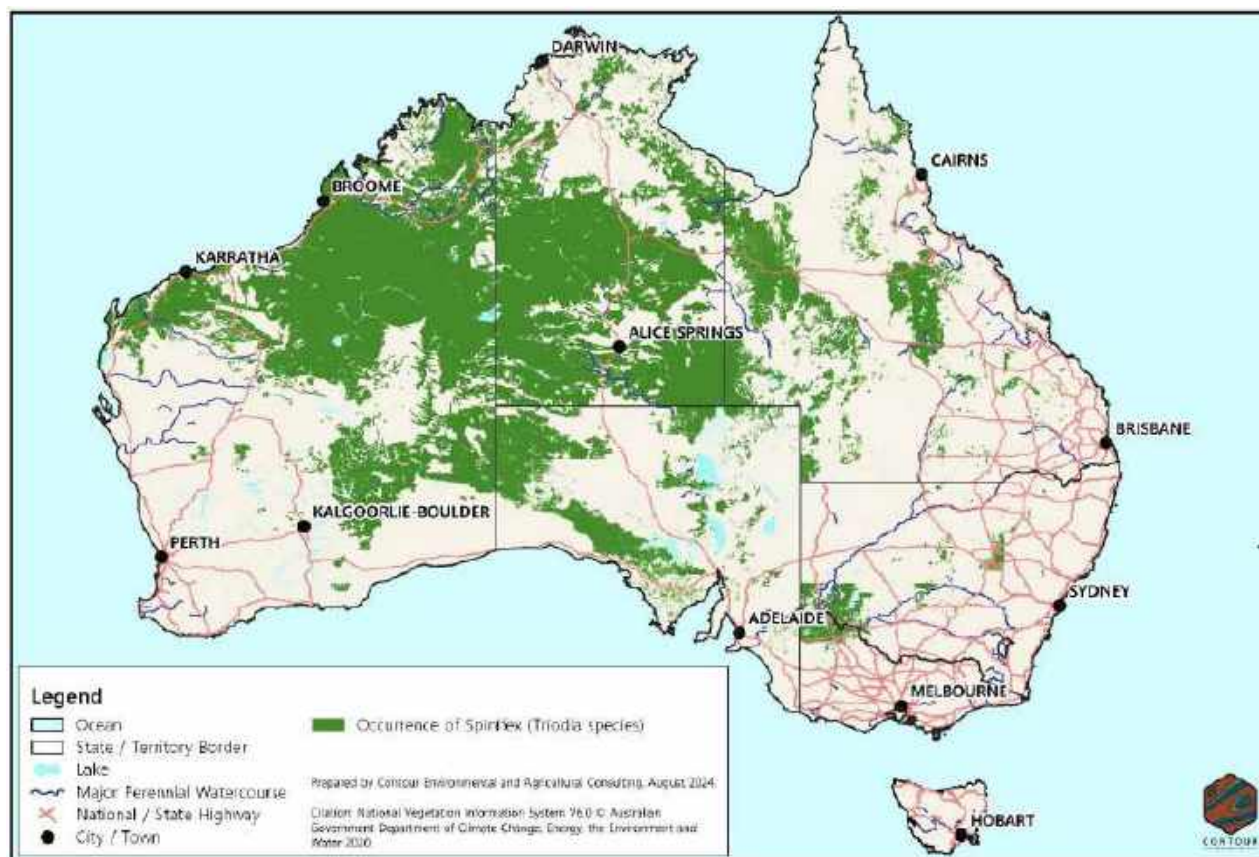 DARWIN
CAIRNS
BROOME
KARRATHA
ALICE SPRINGS
BRISBANE
KALGOORLIE-BOULDER
PERTH
SYDNEY
ADELAIDE
MELBOURNE
HOBART
Legend
Ocean
State / Territory Border
Lake
Major Perennial Watercourse
National / State Highway
City / Town
Occurrence of Spinifex (Triodia species)
Prepared by Contour Environmental and Agricultural Consulting, August 2024.
Citation: National Vegetation Information System V6.0 © Australian
Government Department of Climate Change, Energy, the Environment and
Water 2020
CONTOUR